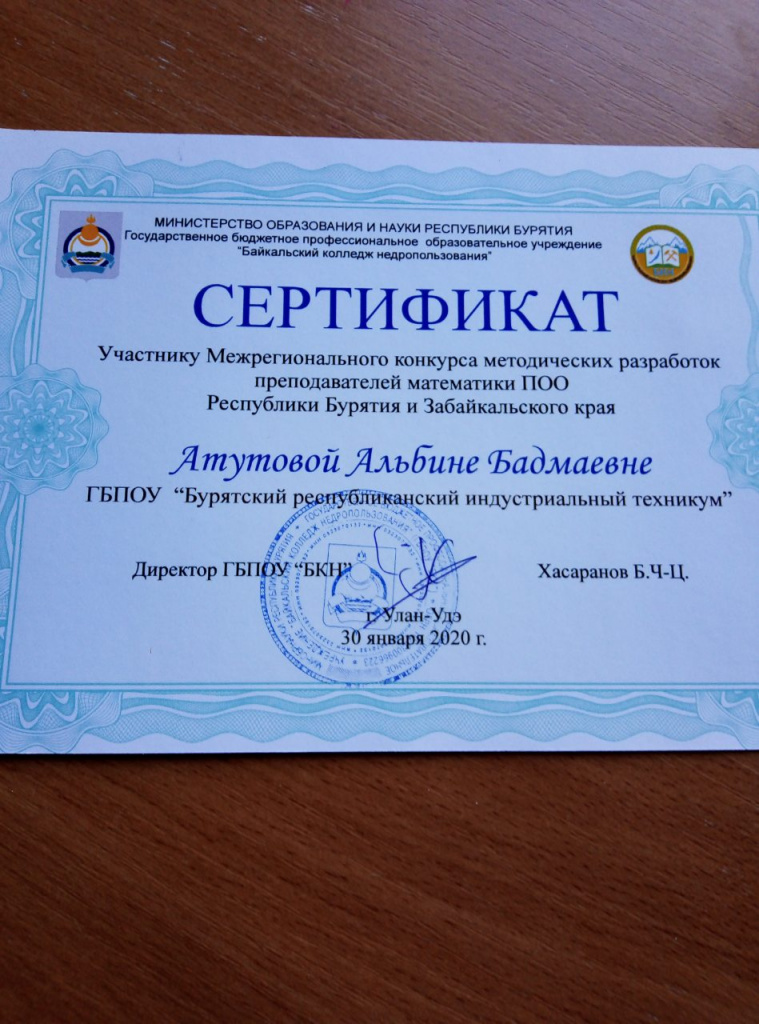 МИНИСТЕРСТВО ОБРАЗОВАНИЯ И НАУКИ РЕСПУБЛИКИ БУРЯТИЯ
Государственное бюджетное профессиональное образовательное учреждение
"Байкальский колледж недропользования"
СЕРТИФИКАТ
Участнику Межрегионального конкурса методических разработок
преподавателей математики ПОО
Республики Бурятия и Забайкальского края
Атутовой Альбине Бадмаевне
ГБПОУ “Бурятский республиканский индустриальный техникум”
Директор ГБПОУ “БКН”
Хасаранов Б.Ч-Ц.
г. Улан-Удэ
30 января 2020 г.